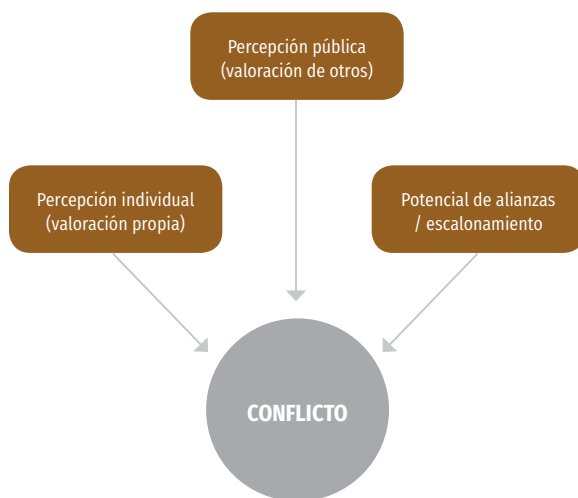 Percepción pública
(valoración de otros)
Percepción individual
(valoración propia)
Potencial de alianzas
/ escalonamiento
CONFLICTO